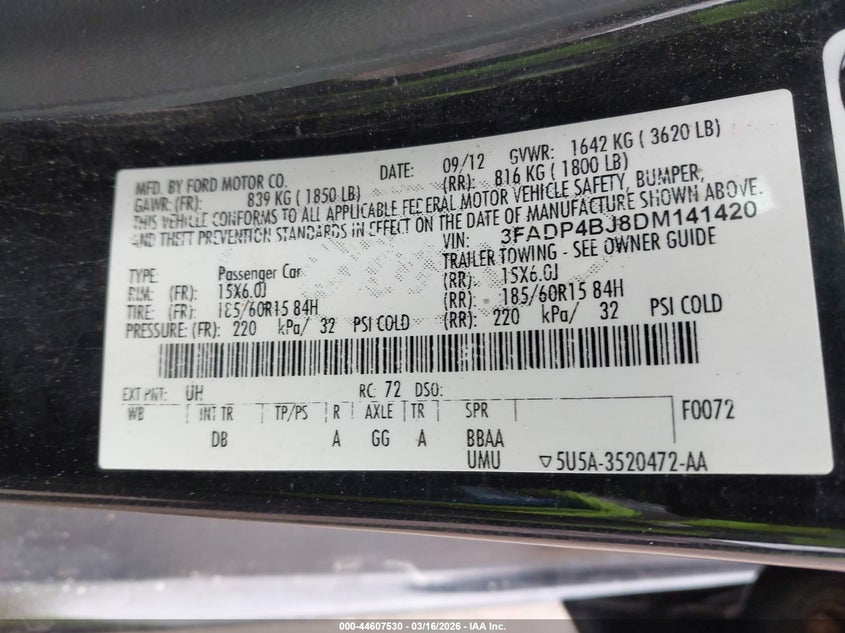 MFD. BY FORD MOTOR CO. DATE: 09/12 GVWR: 1642 KG ( 3620 LB)
GAWR: (FR): 839 KG ( 1850 LB) (RR): 816 KG ( 1800 LB)
THIS VEHICLE CONFORMS TO ALL APPLICABLE FEDERAL MOTOR VEHICLE SAFETY, BUMPER,
AND THEFT PREVENTION STANDARDS IN EFFECT ON THE DATE OF MANUFACTURE SHOWN ABOVE.
VIN: 3FADP4BJ8DM141420
TRAILER TOWING - SEE OWNER GUIDE
TYPE: Passenger Car
RIM: (FR): 15X6.0J (RR): 15X6.0J
TIRE: (FR): 185/60R15 84H (RR): 185/60R15 84H
PRESSURE: (FR): 220 kPa/ 32 PSI COLD (RR): 220 kPa/ 32 PSI COLD
EXT PNT: UH RC: 72 DSO:
WB INT TR TP/PS R AXLE TR SPR F0072
DB A GG A BBAA
UMU ▽5U5A-3520472-AA
000-44607530 - 03/16/2026 - IAA Inc.